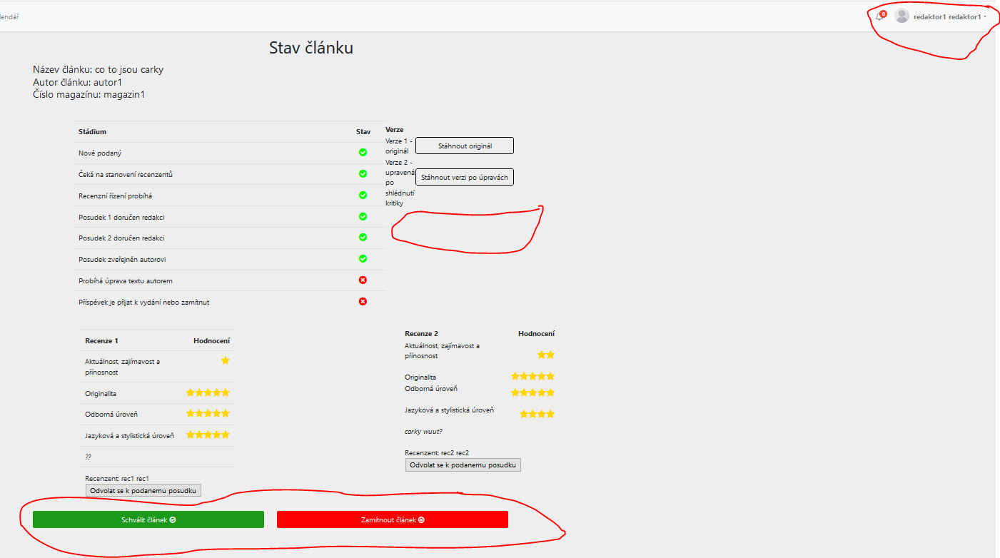 lendář
0
redaktor1 redaktor1
Stav článku
Název článku: co to jsou carky
Autor článku: autor1
Číslo magazínu: magazin1
Stádium Stav
Nově podaný
Čeká na stanovení recenzentů
Recenzní řízení probíhá
Posudek 1 doručen redakci
Posudek 2 doručen redakci
Posudek zveřejněn autorovi
Probíhá úprava textu autorem
Příspěvek je přijat k vydání nebo zamítnut
Verze
Verze 1 -
originál
Stáhnout originál
Verze 2 -
upravená
po
shlédnutí
kritiky
Stáhnout verzi po úpravách
Recenze 1 Hodnocení
Aktuálnost, zajímavost a
přínosnost
Originalita
Odborná úroveň
Jazyková a stylistická úroveň
??
Recenzent: rec1 rec1
Odvolat se k podanemu posudku
Recenze 2 Hodnocení
Aktuálnost, zajímavost a
přínosnost
Originalita
Odborná úroveň
Jazyková a stylistická úroveň
carky wuut?
Recenzent: rec2 rec2
Odvolat se k podanemu posudku
Schválit článek
Zamítnout článek